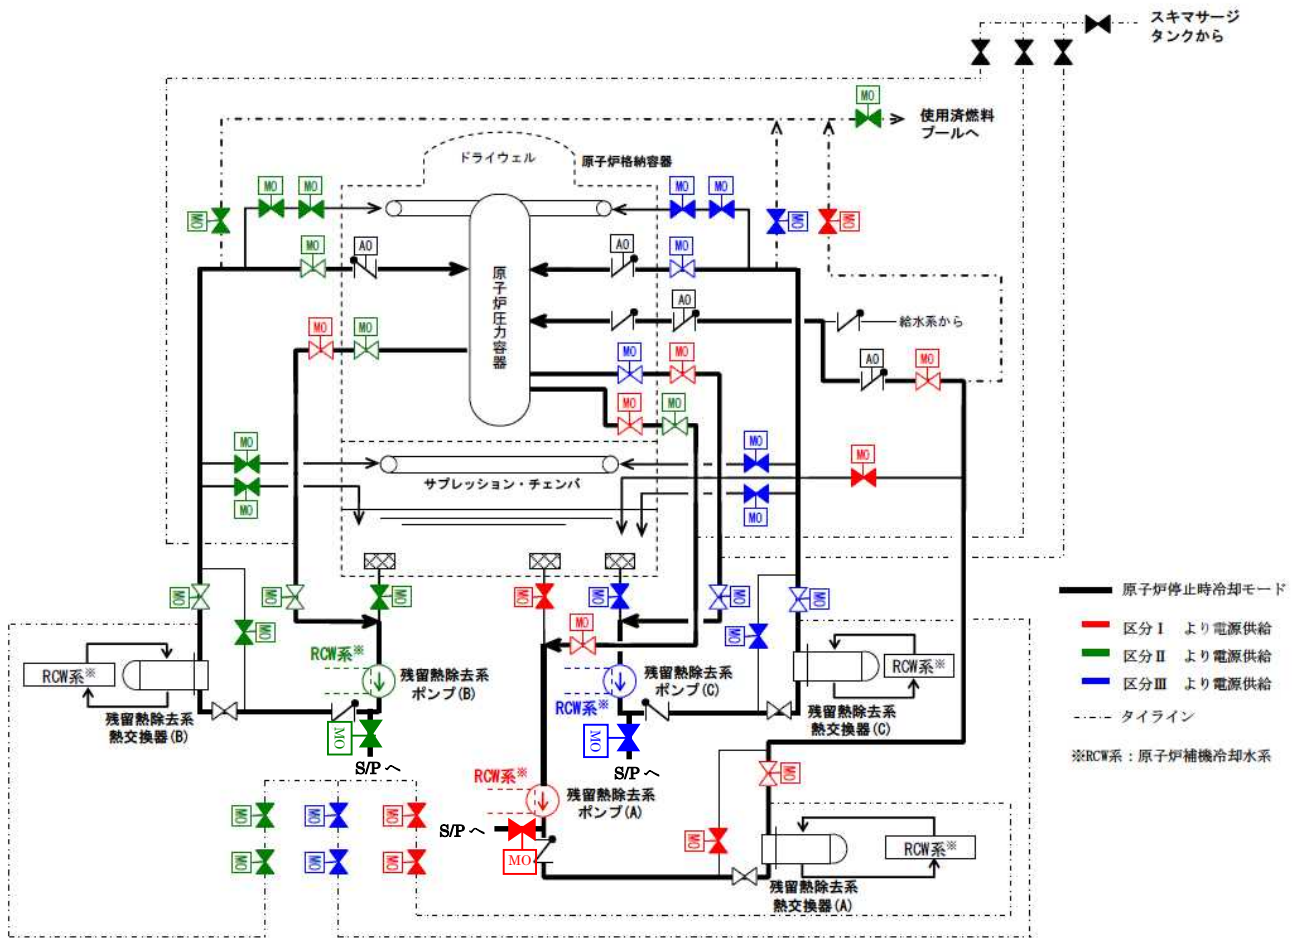 スキマサージ
タンクから
MO
使用済燃料
プールへ
ドライウェル
原子炉格納容器
MO
MO
MO
MO
MO
MO
MO
MO
AO
AO
MO
原子炉圧力容器
AO
給水系から
MO
MO
MO
MO
AO
MO
MO
MO
MO
MO
MO
MO
サプレッション・チェンバ
MO
MO
MO
MO
MO
MO
MO
MO
MO
MO
MO
MO
原子炉停止時冷却モード
区分Ⅰ より電源供給
区分Ⅱ より電源供給
区分Ⅲ より電源供給
タイライン
※RCW系：原子炉補機冷却水系
RCW系※
RCW系※
残留熱除去系
ポンプ(B)
残留熱除去系
ポンプ(C)
RCW系※
RCW系※
残留熱除去系
熱交換器(B)
残留熱除去系
熱交換器(C)
MO
MO
S/Pへ
S/Pへ
RCW系※
MO
残留熱除去系
ポンプ(A)
S/Pへ
MO
MO
MO
MO
MO
RCW系※
MO
MO
MO
残留熱除去系
熱交換器(A)